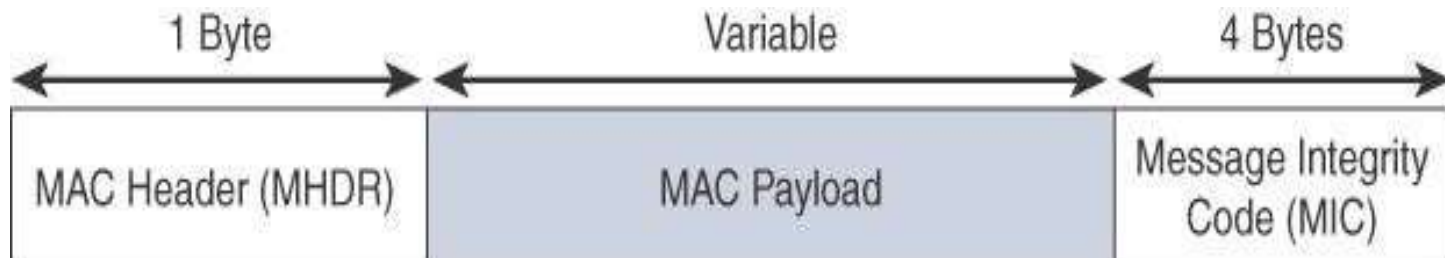 1 Byte
Variable
4 Bytes
MAC Header (MHDR)
MAC Payload
Message Integrity
Code (MIC)